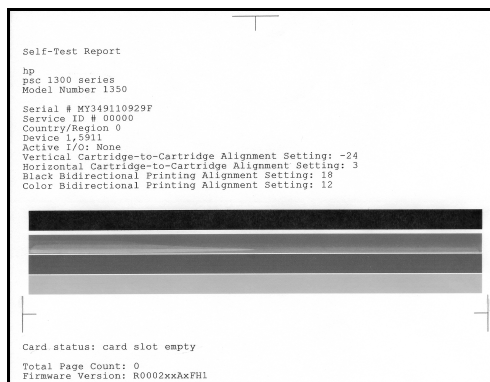 Self-Test Report
hp
psc 1300 series
Model Number 1350
Serial # MY349110929F
Service ID # 00000
Country/Region 0
Device 1,5911
Active I/O: None
Vertical Cartridge-to-Cartridge Alignment Setting: -24
Horizontal Cartridge-to-Cartridge Alignment Setting: 3
Black Bidirectional Printing Alignment Setting: 18
Color Bidirectional Printing Alignment Setting: 12
Card status: card slot empty
Total Page Count: 0
Firmware Version: R0002xxAxFH1